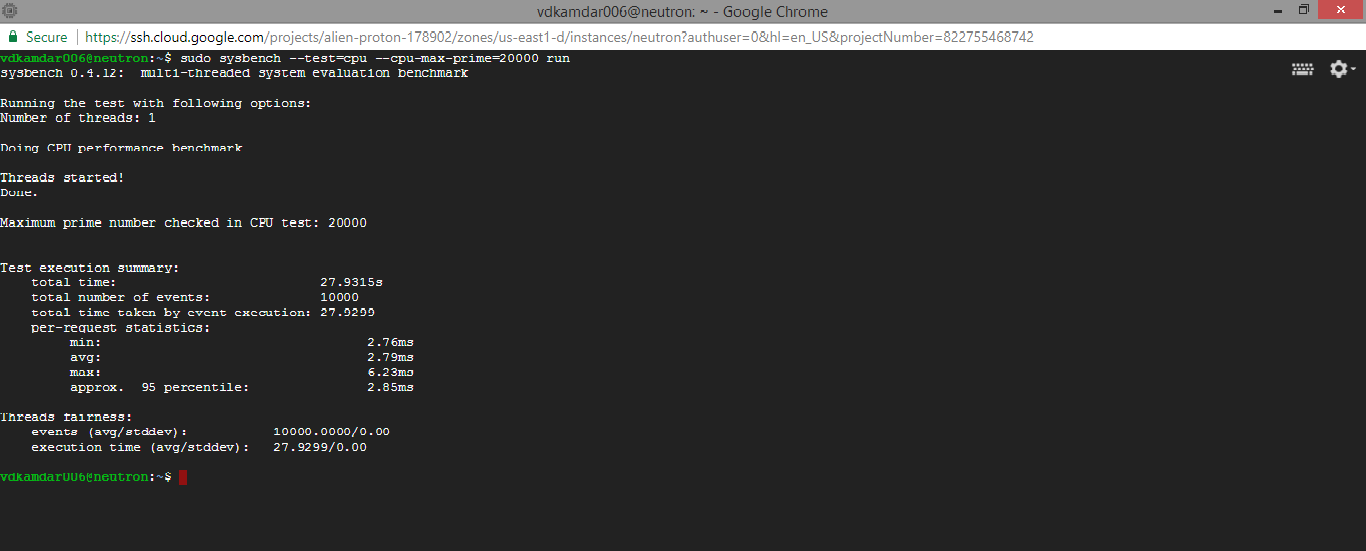 vdkamdar006@neutron: ~ - Google Chrome
Secure https://ssh.cloud.google.com/projects/alien-proton-178902/zones/us-east1-d/instances/neutron?authuser=0&hl=en_US&projectNumber=822755468742
vdkamdar006@neutron:~$ sudo sysbench --test=cpu --cpu-max-prime=20000 run
sysbench 0.4.12:  multi-threaded system evaluation benchmark
Running the test with following options:
Number of threads: 1
Doing CPU performance benchmark
Threads started!
Done.
Maximum prime number checked in CPU test: 20000
Test execution summary:
total time: 27.9315s
total number of events: 10000
total time taken by event execution: 27.9299
per-request statistics:
min: 2.76ms
avg: 2.79ms
max: 6.23ms
approx.  95 percentile: 2.85ms
Threads fairness:
events (avg/stddev): 10000.0000/0.00
execution time (avg/stddev): 27.9299/0.00
vdkamdar006@neutron:~$